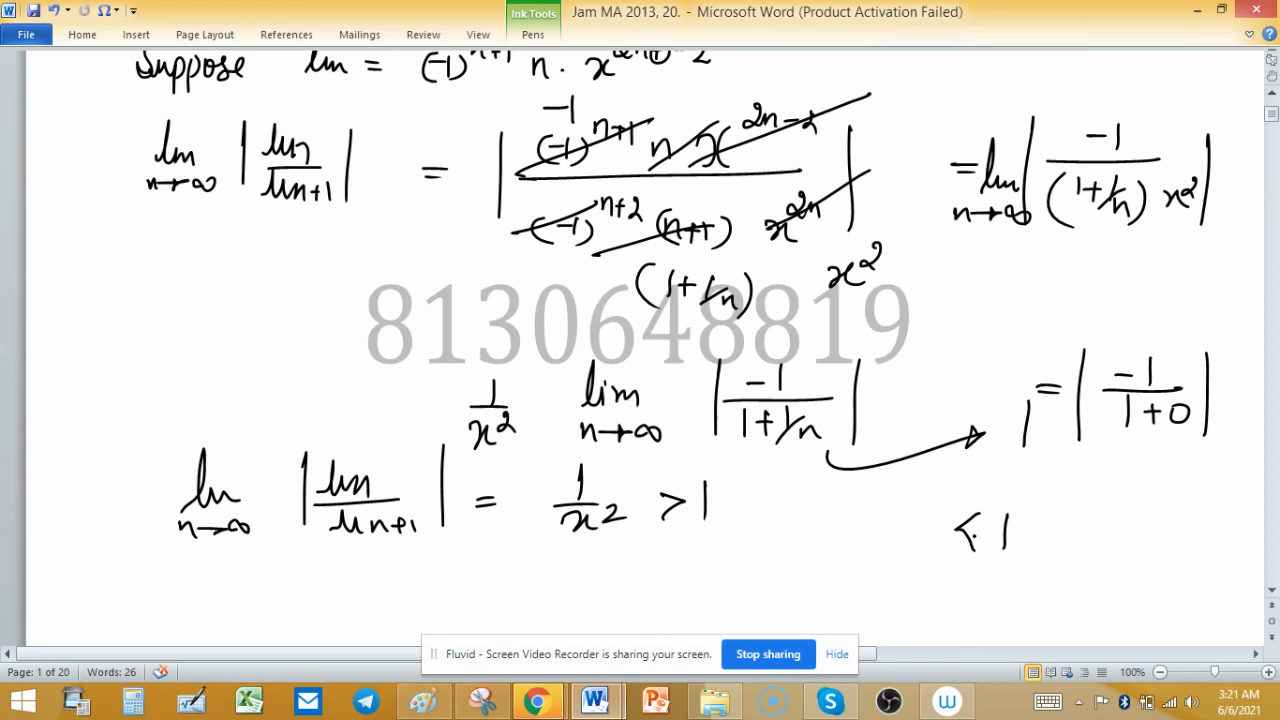 Ink Tools
Jam MA 2013, 20. - Microsoft Word (Product Activation Failed)
File Home Insert Page Layout References Mailings Review View Pens
Suppose un = (-1)^{n+1} n. x
lim n→∞ |un/un+1| = |(-1)^{n+1} n x^{2n-2} / (-1)^{n+2} (n+1) x^{2n}| = lim n→∞ |-1/((1+1/n) x^2)|
-1
(1+1/n) x^2
8130648819
1/x^2 lim n→∞ |-1/(1+1/n)| = |-1/(1+0)|
1
lim n→∞ |un/un+1| = 1/x^2 > 1
< 1
Fluvid - Screen Video Recorder is sharing your screen. Stop sharing Hide
Page: 1 of 20 Words: 26 100%
3:21 AM
6/6/2021